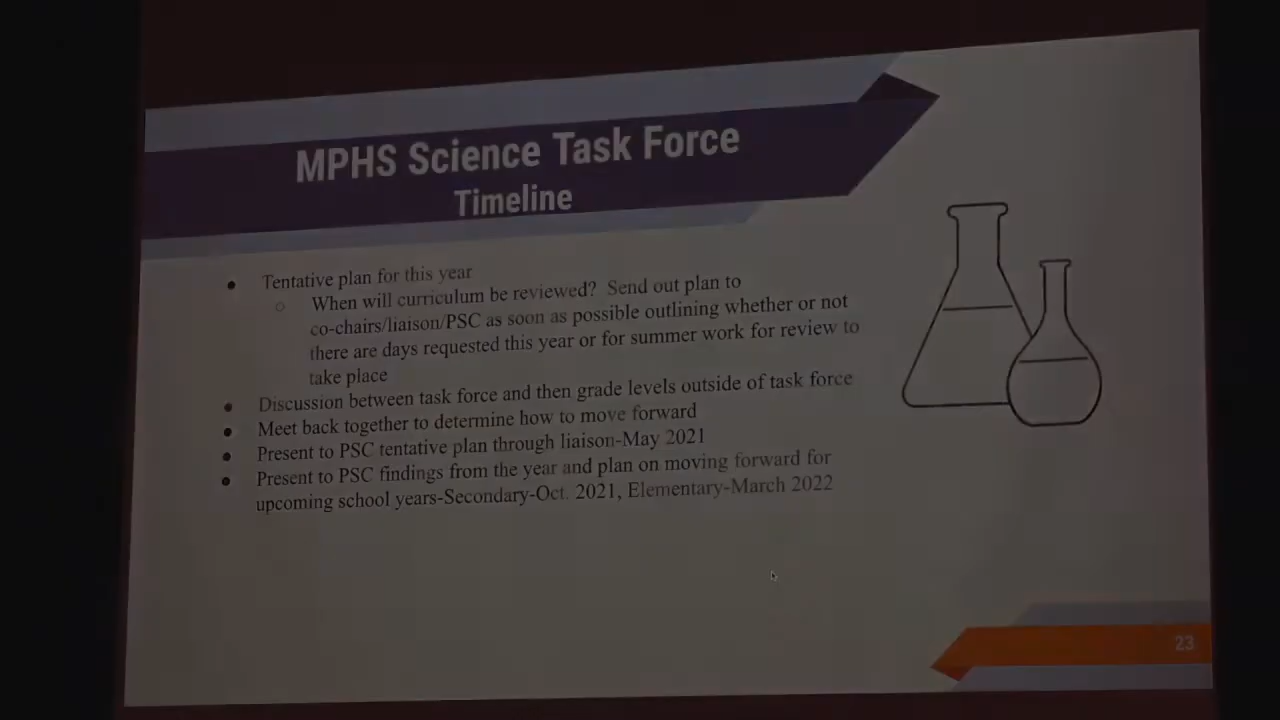 MPHS Science Task Force
Timeline
● Tentative plan for this year
○ When will curriculum be reviewed? Send out plan to
co-chairs/liaison/PSC as soon as possible outlining whether or not
there are days requested this year or for summer work for review to
take place
● Discussion between task force and then grade levels outside of task force
● Meet back together to determine how to move forward
● Present to PSC tentative plan through liaison-May 2021
● Present to PSC findings from the year and plan on moving forward for
upcoming school years-Secondary-Oct. 2021, Elementary-March 2022
23